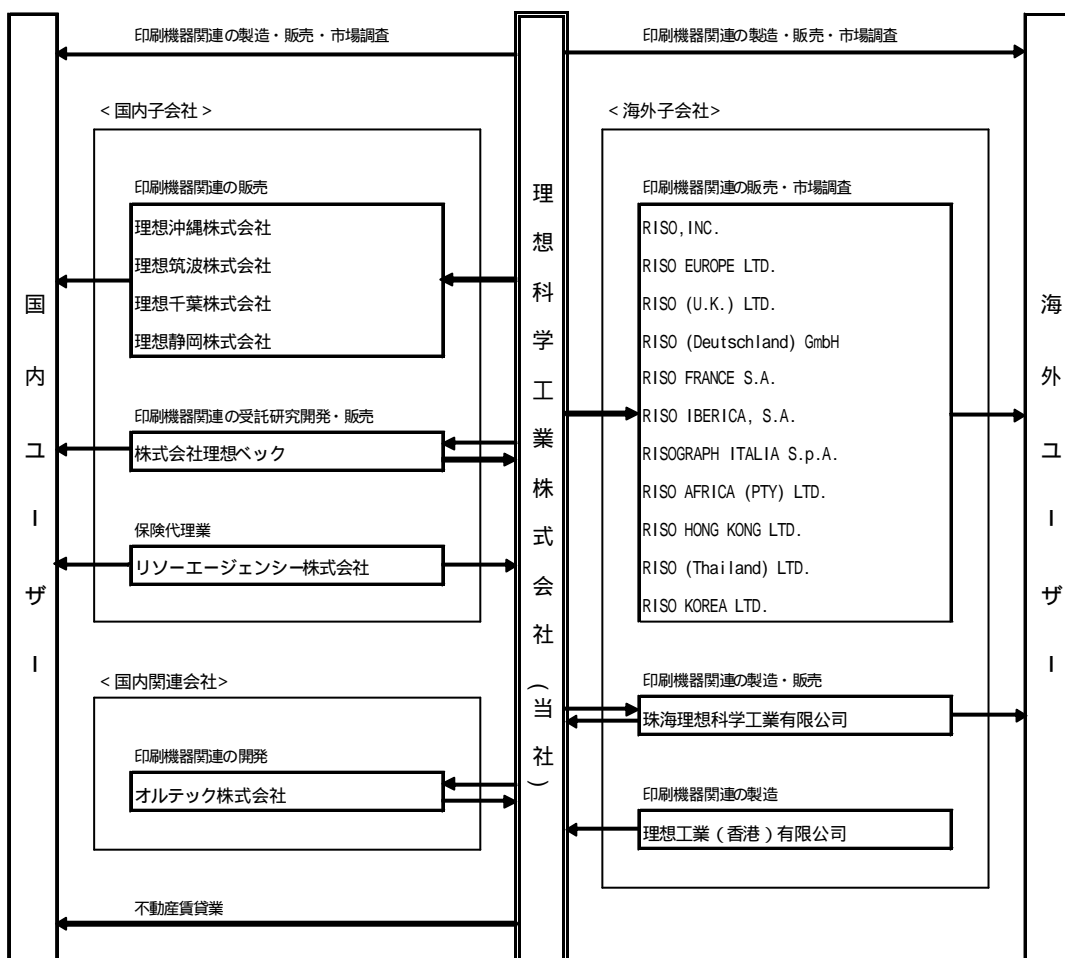 印刷機器関連の製造・販売・市場調査
印刷機器関連の製造・販売・市場調査
国内ユーザー
<国内子会社>
印刷機器関連の販売
理想沖縄株式会社
理想筑波株式会社
理想千葉株式会社
理想静岡株式会社
印刷機器関連の受託研究開発・販売
株式会社理想ベック
保険代理業
リソーエージェンシー株式会社
<国内関連会社>
印刷機器関連の開発
オルテック株式会社
不動産賃貸業
理想科学工業株式会社(当社)
<海外子会社>
印刷機器関連の販売・市場調査
RISO,INC.
RISO EUROPE LTD.
RISO (U.K.) LTD.
RISO (Deutschland) GmbH
RISO FRANCE S.A.
RISO IBERICA, S.A.
RISOGRAPH ITALIA S.p.A.
RISO AFRICA (PTY) LTD.
RISO HONG KONG LTD.
RISO (Thailand) LTD.
RISO KOREA LTD.
印刷機器関連の製造・販売
珠海理想科学工業有限公司
印刷機器関連の製造
理想工業(香港)有限公司
海外ユーザー